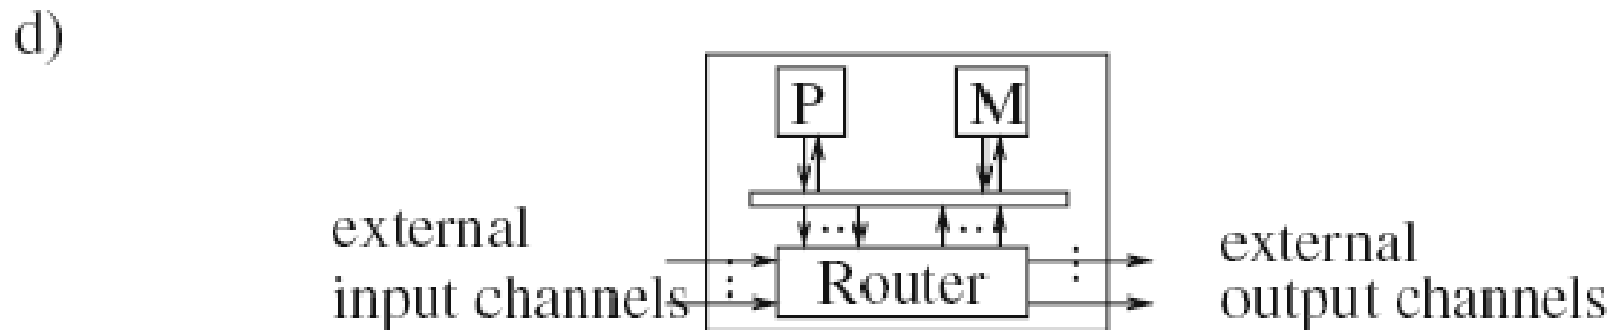 d)
P
M
external
input channels
Router
external
output channels